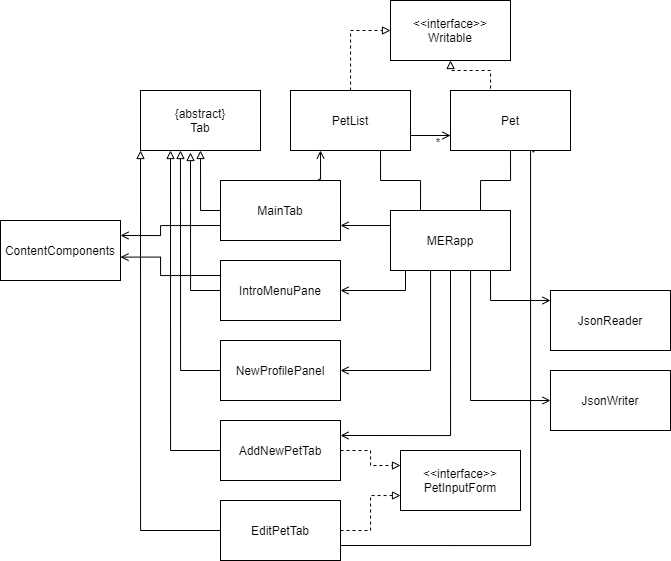 <<interface>>
Writable
{abstract}
Tab
PetList
Pet
*
MainTab
MERapp
ContentComponents
IntroMenuPane
JsonReader
NewProfilePanel
JsonWriter
AddNewPetTab
<<interface>>
PetInputForm
EditPetTab